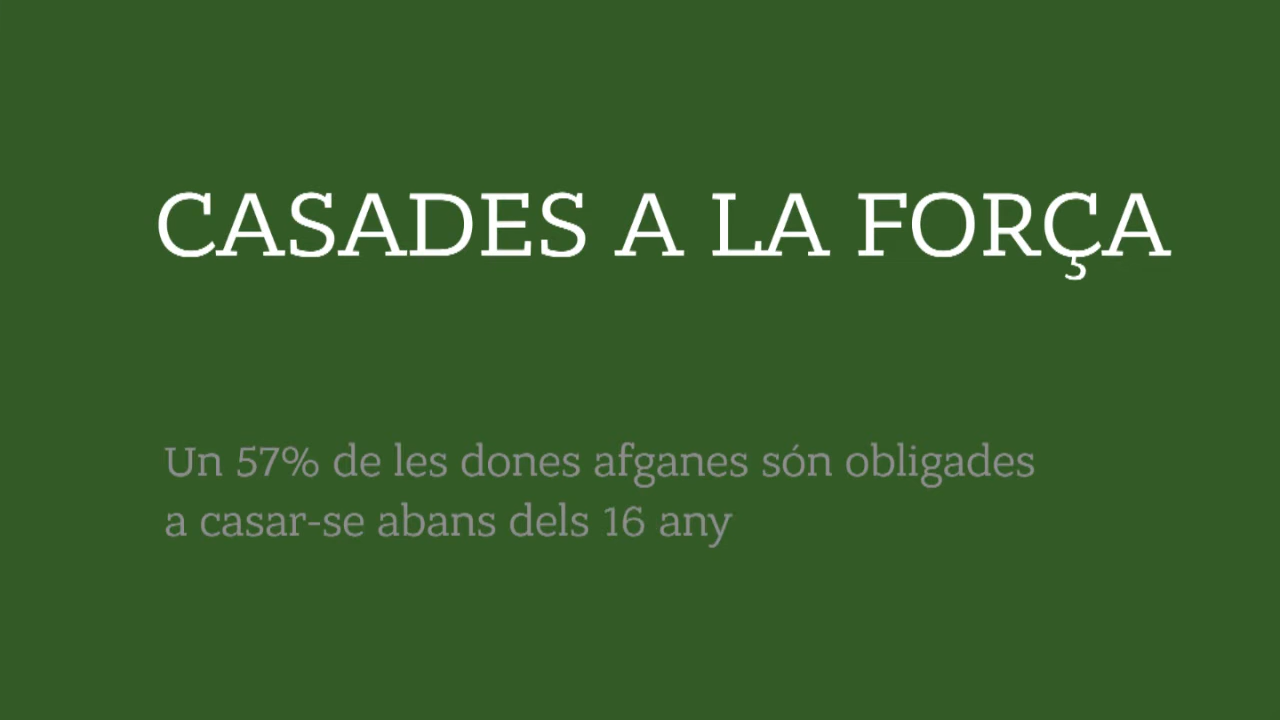 CASADES A LA FORÇA
Un 57% de les dones afganes són obligades
a casar-se abans dels 16 any